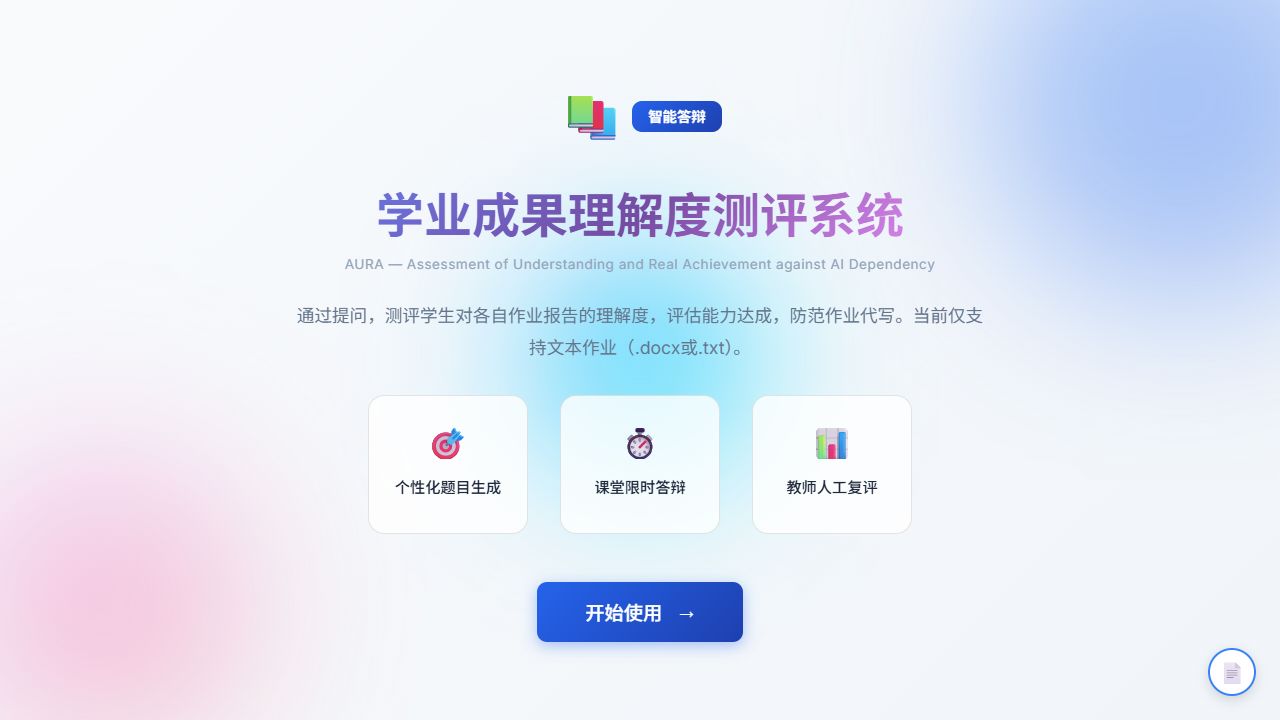 智能答辩
学业成果理解度测评系统
AURA — Assessment of Understanding and Real Achievement against AI Dependency
通过提问，测评学生对各自作业报告的理解度，评估能力达成，防范作业代写。当前仅支
持文本作业（.docx或.txt）。
个性化题目生成
课堂限时答辩
教师人工复评
开始使用 →